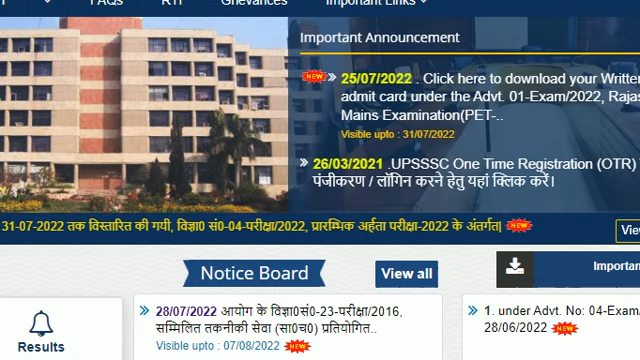 FAQs
RTI
Grievances
Important Links
Important Announcement
NEW
25/07/2022 . Click here to download your Written
admit card under the Advt. 01-Exam/2022, Rajas
Mains Examination(PET-..
Visible upto : 31/07/2022
26/03/2021 .UPSSSC One Time Registration (OTR)
पंजीकरण / लॉगिन करने हेतु यहां क्लिक करें।
31-07-2022 तक विस्तारित की गयी, विज्ञा0 सं0-04-परीक्षा/2022, प्रारम्भिक अर्हता परीक्षा-2022 के अंतर्गत| NEW
Vie
Notice Board
View all
Importan
Results
28/07/2022 आयोग के विज्ञा0सं0-23-परीक्षा/2016,
सम्मिलित तकनीकी सेवा (सा0च0) प्रतियोगित..
Visible upto : 07/08/2022 NEW
1. under Advt. No: 04-Exam/
28/06/2022 NEW